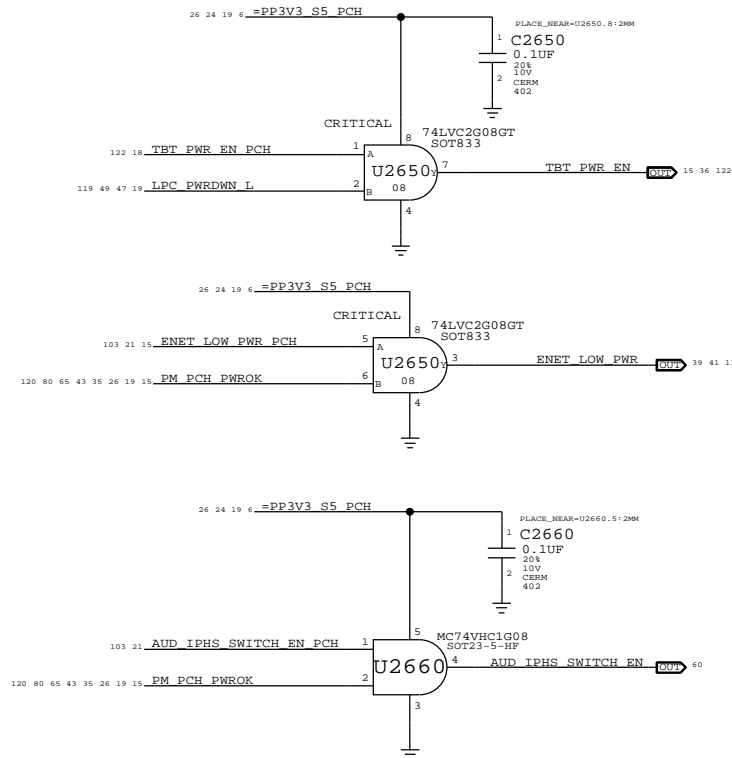 26 24 19 6 =PP3V3_S5_PCH
PLACE_NEAR=U2650.8:2MM
1
C2650
0.1UF
20%
10V
2
CERM
402
CRITICAL
8
74LVC2G08GT
SOT833
122 18 TBT_PWR_EN_PCH 1 A
U2650 Y 7 TBT_PWR_EN OUT 15 36 122
119 49 47 19 LPC_PWRDWN_L 2 B
08
4
26 24 19 6 =PP3V3_S5_PCH
CRITICAL
8
74LVC2G08GT
SOT833
103 21 15 ENET_LOW_PWR_PCH 5 A
U2650 Y 3 ENET_LOW_PWR OUT 39 41
120 80 65 43 35 26 19 15 PM_PCH_PWROK 6 B
08
4
26 24 19 6 =PP3V3_S5_PCH
PLACE_NEAR=U2660.5:2MM
1
C2660
0.1UF
20%
10V
2
CERM
402
5
MC74VHC1G08
SOT23-5-HF
103 21 AUD_IPHS_SWITCH_EN_PCH 1
U2660 4 AUD_IPHS_SWITCH_EN OUT 60
120 80 65 43 35 26 19 15 PM_PCH_PWROK 2
3